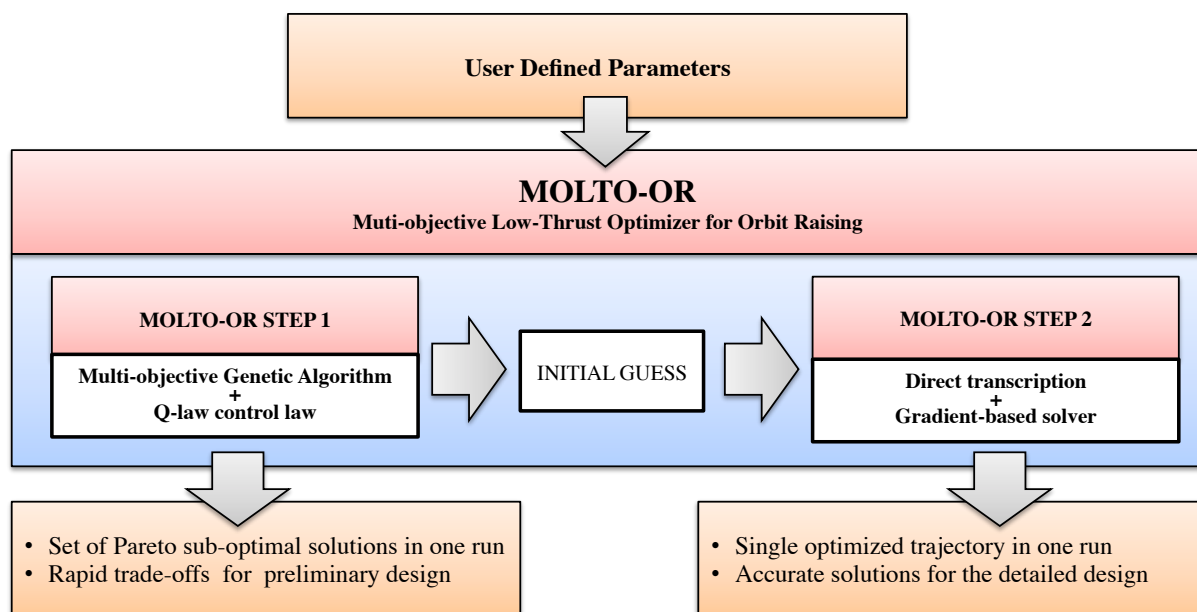 User Defined Parameters
MOLTO-OR
Muti-objective Low-Thrust Optimizer for Orbit Raising
MOLTO-OR STEP 1
Multi-objective Genetic Algorithm
+
Q-law control law
INITIAL GUESS
MOLTO-OR STEP 2
Direct transcription
+
Gradient-based solver
• Set of Pareto sub-optimal solutions in one run
• Rapid trade-offs for preliminary design
• Single optimized trajectory in one run
• Accurate solutions for the detailed design